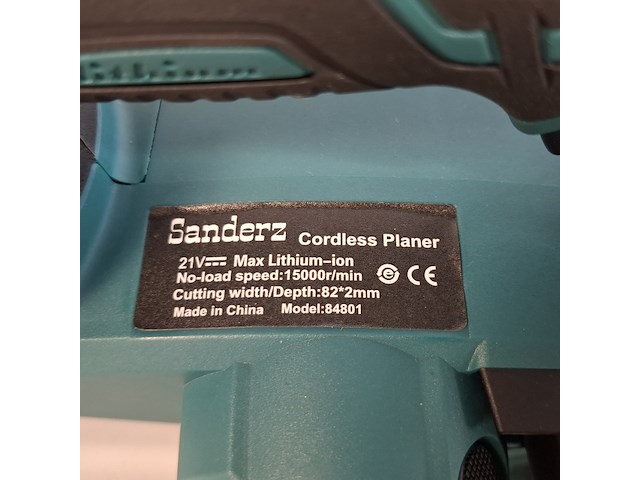 Sanderz Cordless Planer
21V⎓ Max Lithium-ion
No-load speed:15000r/min
CE
Cutting width/Depth:82*2mm
Made in China Model:84801